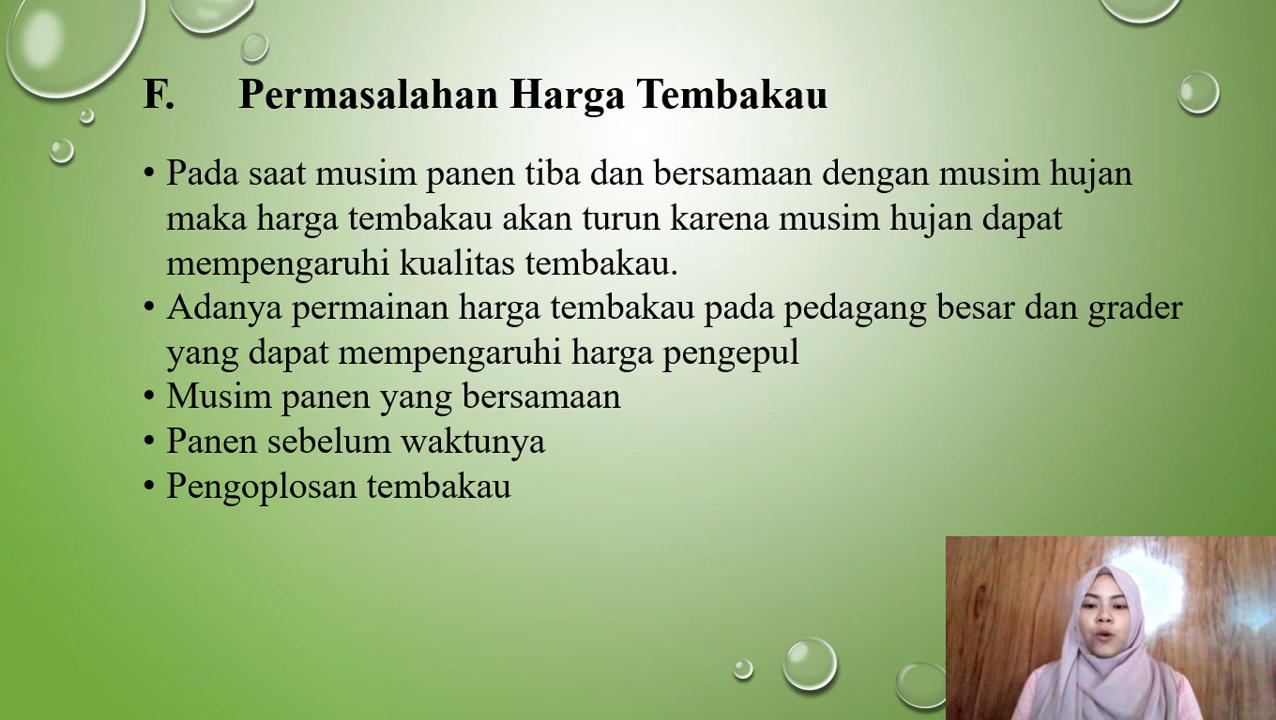 F. Permasalahan Harga Tembakau
• Pada saat musim panen tiba dan bersamaan dengan musim hujan
maka harga tembakau akan turun karena musim hujan dapat
mempengaruhi kualitas tembakau.
• Adanya permainan harga tembakau pada pedagang besar dan grader
yang dapat mempengaruhi harga pengepul
• Musim panen yang bersamaan
• Panen sebelum waktunya
• Pengoplosan tembakau